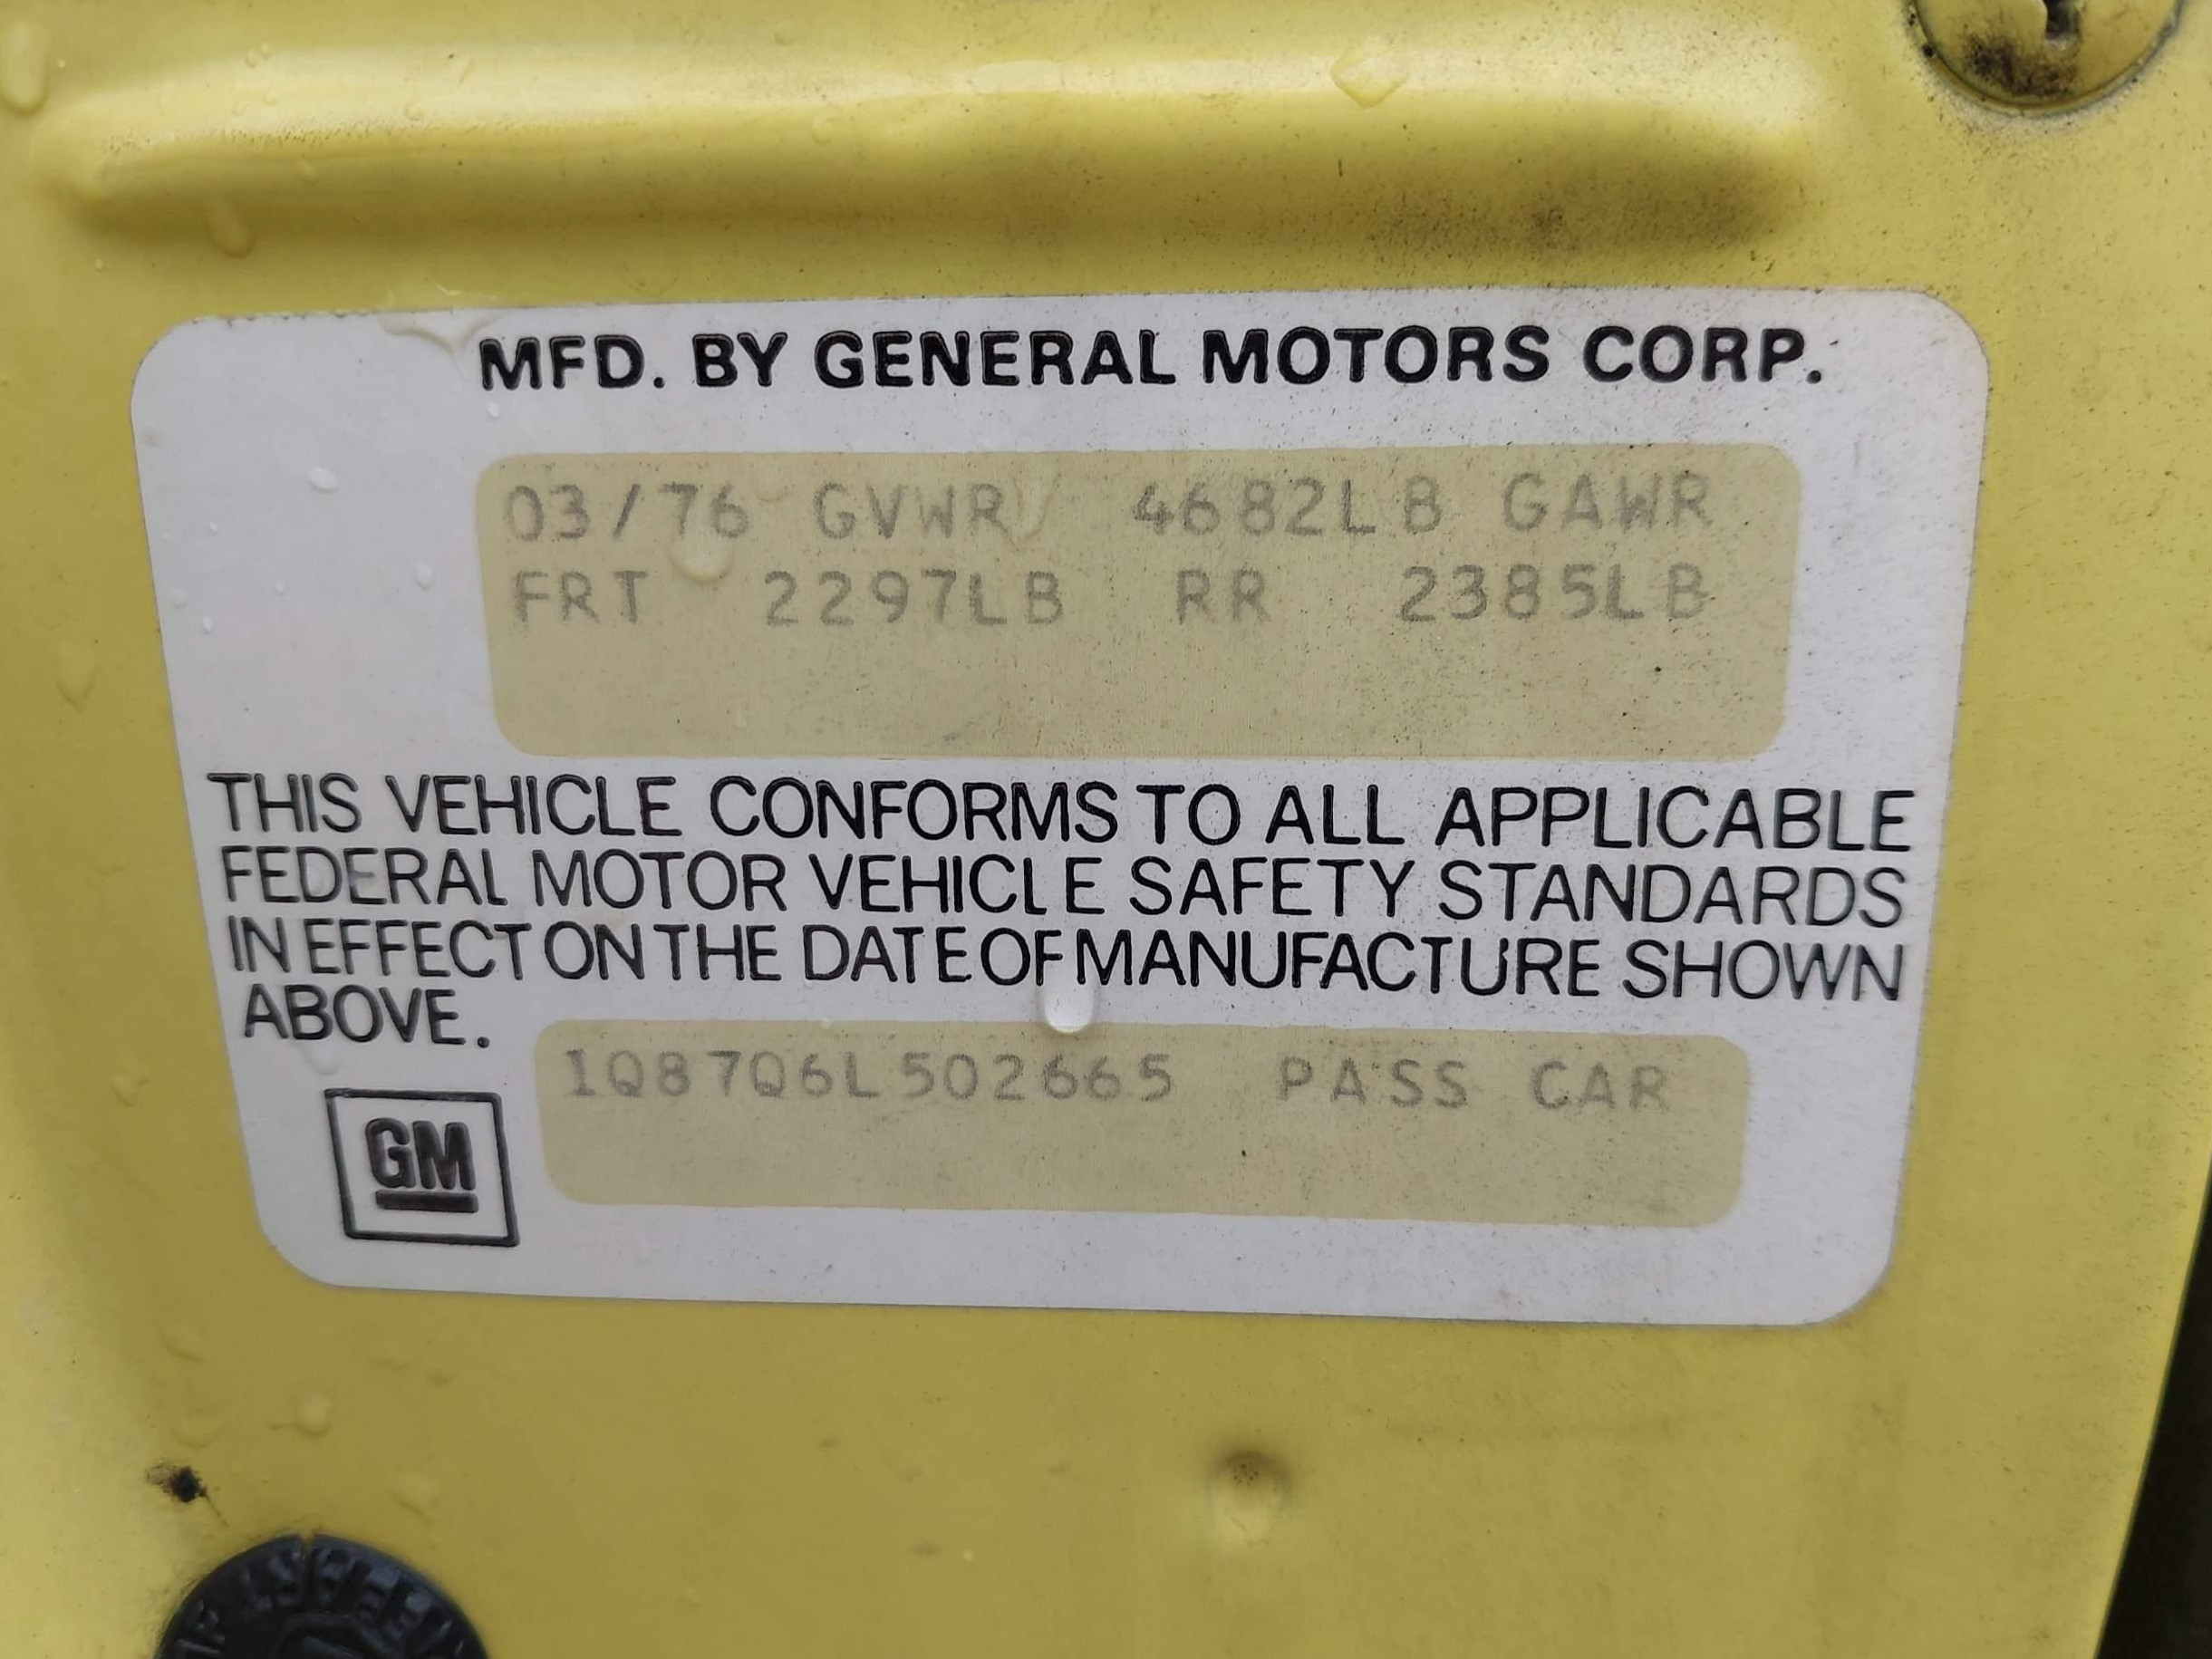 MFD. BY GENERAL MOTORS CORP.
03/76 GVWR 4682LB GAWR
FRT 2297LB RR 2385LB
THIS VEHICLE CONFORMS TO ALL APPLICABLE
FEDERAL MOTOR VEHICLE SAFETY STANDARDS
IN EFFECT ON THE DATE OF MANUFACTURE SHOWN
ABOVE.
1Q87Q6L502665 PASS CAR
GM